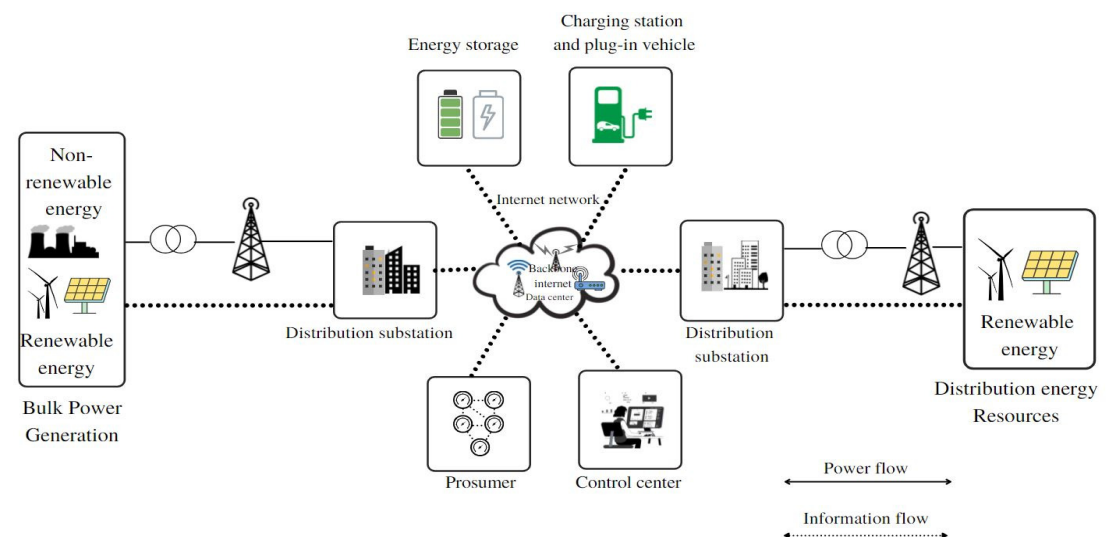 Charging station
and plug-in vehicle
Energy storage
Non-
renewable
energy
Renewable
energy
Bulk Power
Generation
Distribution substation
Internet network
Backbone
internet
Data center
Distribution
substation
Renewable
energy
Distribution energy
Resources
Prosumer
Control center
Power flow
Information flow